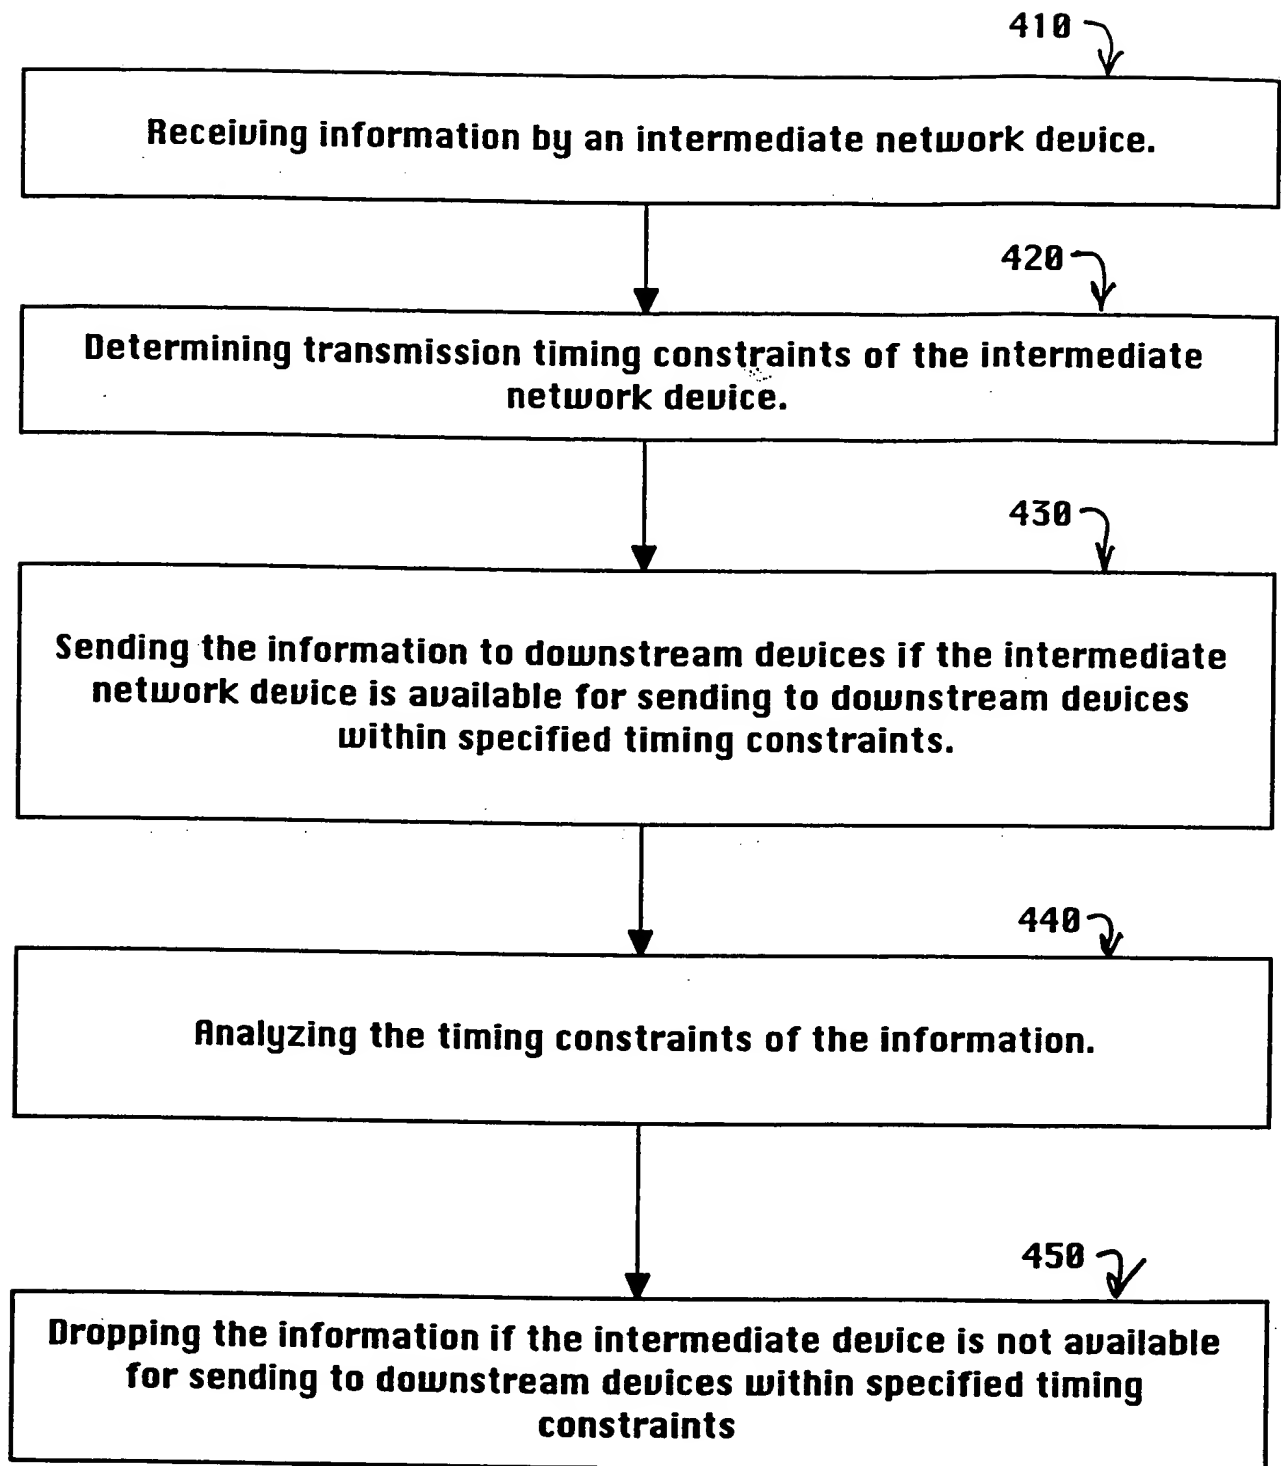 410
Receiving information by an intermediate network device.
420
Determining transmission timing constraints of the intermediate
network device.
430
Sending the information to downstream devices if the intermediate
network device is available for sending to downstream devices
within specified timing constraints.
440
Analyzing the timing constraints of the information.
450
Dropping the information if the intermediate device is not available
for sending to downstream devices within specified timing
constraints